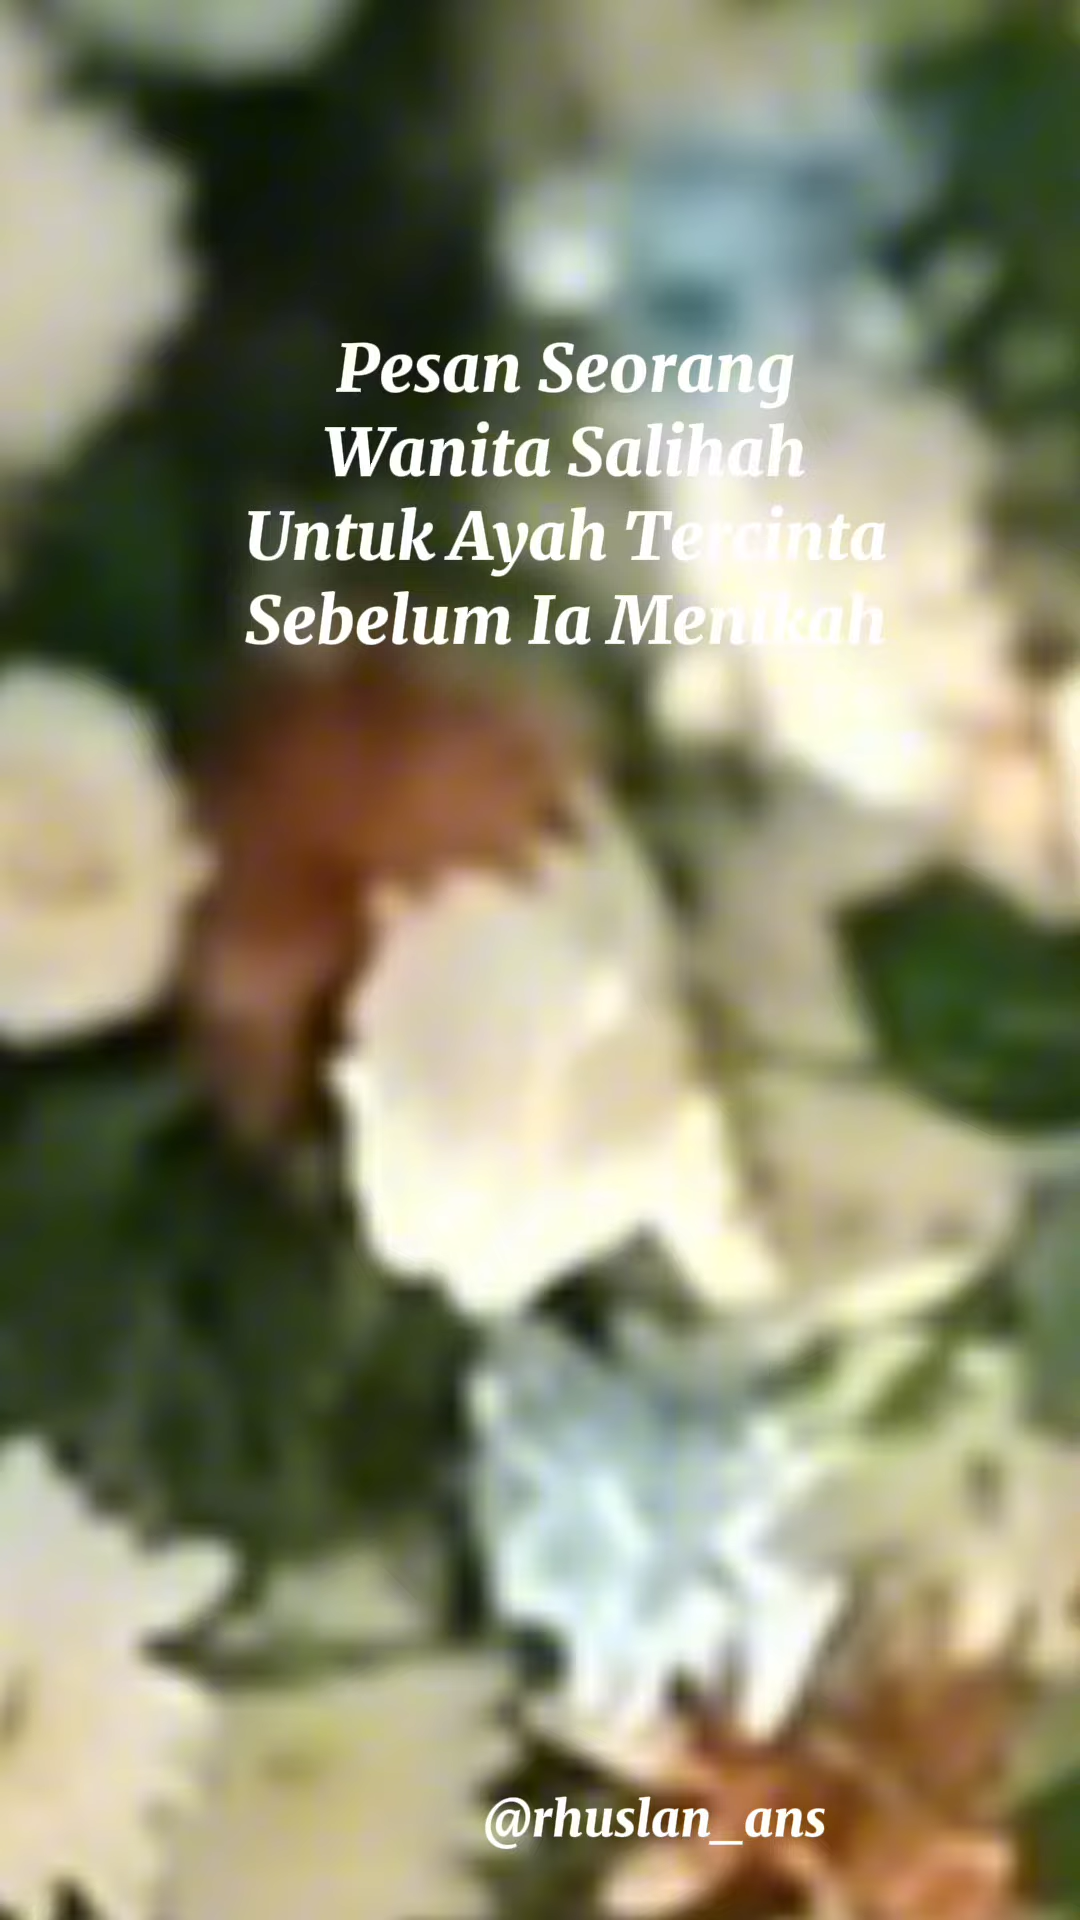 Pesan Seorang
Wanita Salihah
Untuk Ayah Tercinta
Sebelum Ia Menikah
@rhuslan_ans